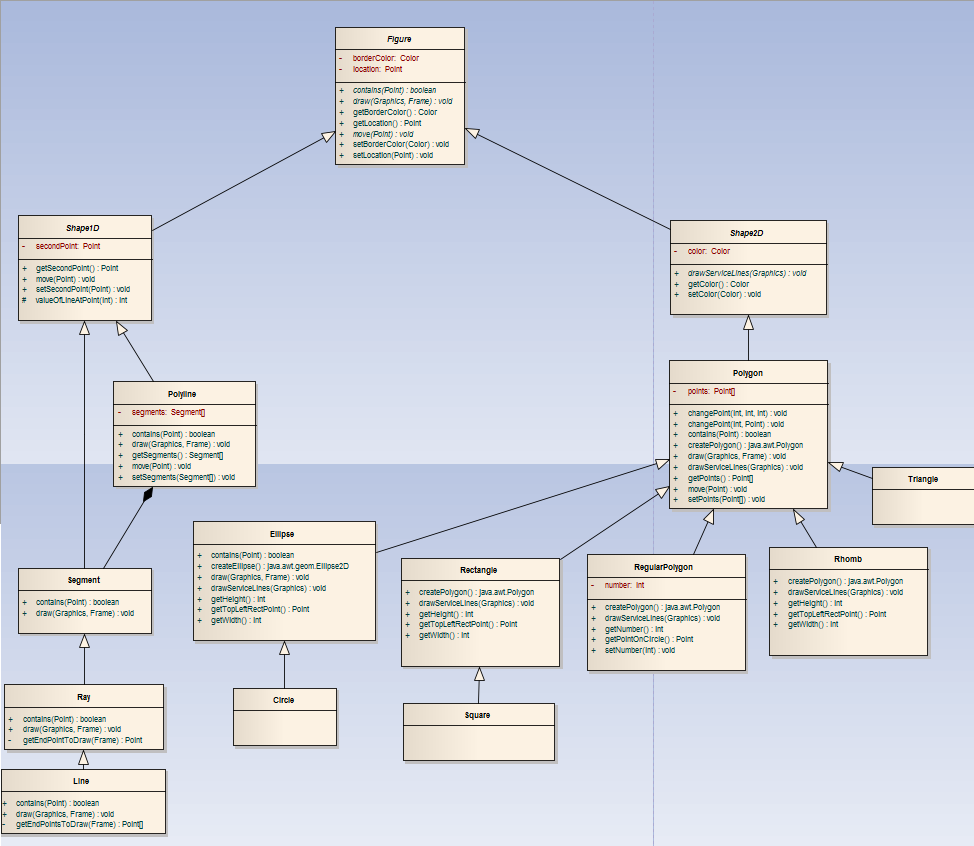 Figure
- borderColor: Color
- location: Point
+ contains(Point) : boolean
+ draw(Graphics, Frame) : void
+ getBorderColor() : Color
+ getLocation() : Point
+ move(Point) : void
+ setBorderColor(Color) : void
+ setLocation(Point) : void
Shape1D
- secondPoint: Point
+ getSecondPoint() : Point
+ move(Point) : void
+ setSecondPoint(Point) : void
# valueOfLineAtPoint(int) : int
Shape2D
- color: Color
+ drawServiceLines(Graphics) : void
+ getColor() : Color
+ setColor(Color) : void
Polyline
- segments: Segment[]
+ contains(Point) : boolean
+ draw(Graphics, Frame) : void
+ getSegments() : Segment[]
+ move(Point) : void
+ setSegments(Segment[]) : void
Polygon
- points: Point[]
+ changePoint(int, int, int) : void
+ changePoint(int, Point) : void
+ contains(Point) : boolean
+ createPolygon() : java.awt.Polygon
+ draw(Graphics, Frame) : void
+ drawServiceLines(Graphics) : void
+ getPoints() : Point[]
+ move(Point) : void
+ setPoints(Point[]) : void
Triangle
Segment
+ contains(Point) : boolean
+ draw(Graphics, Frame) : void
Ellipse
+ contains(Point) : boolean
+ createEllipse() : java.awt.geom.Ellipse2D
+ draw(Graphics, Frame) : void
+ drawServiceLines(Graphics) : void
+ getHeight() : int
+ getTopLeftRectPoint() : Point
+ getWidth() : int
Rectangle
+ createPolygon() : java.awt.Polygon
+ drawServiceLines(Graphics) : void
+ getHeight() : int
+ getTopLeftRectPoint() : Point
+ getWidth() : int
RegularPolygon
- number: int
+ createPolygon() : java.awt.Polygon
+ drawServiceLines(Graphics) : void
+ getNumber() : int
+ getPointOnCircle() : Point
+ setNumber(int) : void
Rhomb
+ createPolygon() : java.awt.Polygon
+ drawServiceLines(Graphics) : void
+ getHeight() : int
+ getTopLeftRectPoint() : Point
+ getWidth() : int
Ray
+ contains(Point) : boolean
+ draw(Graphics, Frame) : void
- getEndPointToDraw(Frame) : Point
Circle
Square
Line
+ contains(Point) : boolean
+ draw(Graphics, Frame) : void
- getEndPointsToDraw(Frame) : Point[]